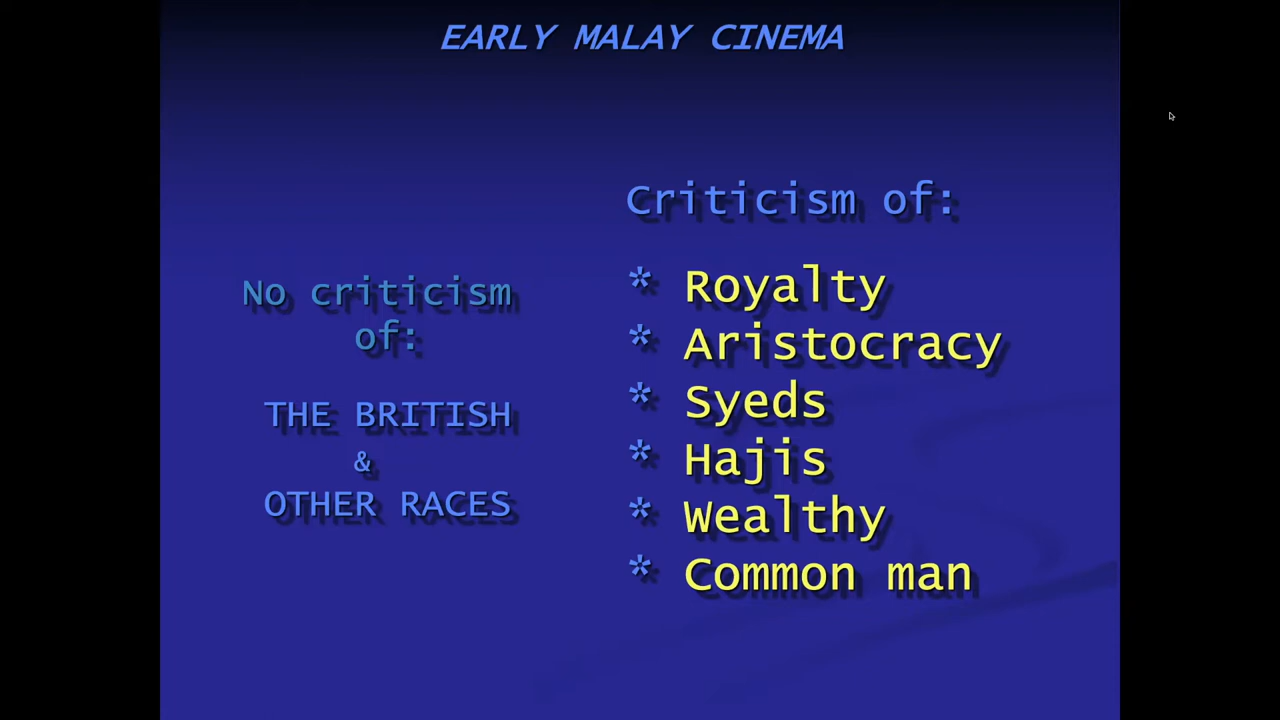 EARLY MALAY CINEMA
No criticism
of:
THE BRITISH
&
OTHER RACES
Criticism of:
* Royalty
* Aristocracy
* Syeds
* Hajis
* Wealthy
* Common man